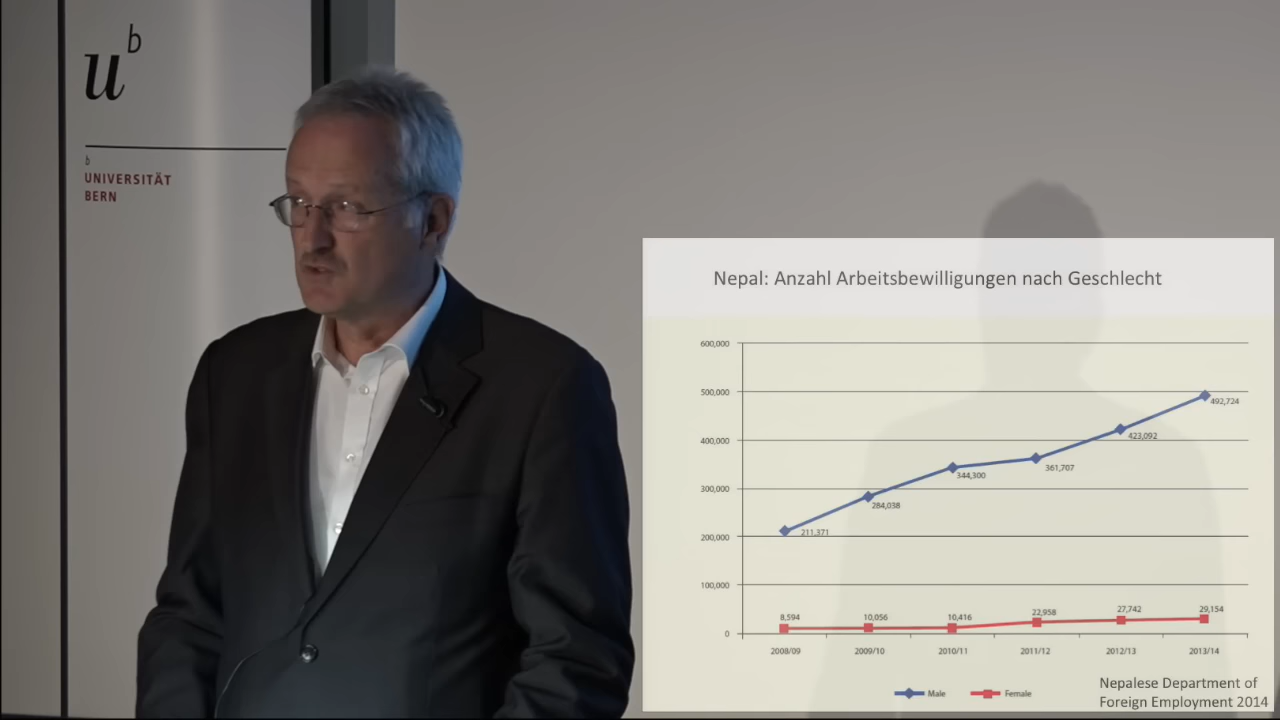 u^b
b
UNIVERSITÄT
BERN
Nepal: Anzahl Arbeitsbewilligungen nach Geschlecht
600,000
500,000
400,000
300,000
200,000
100,000
0
211,371
284,038
344,300
361,707
423,092
492,724
8,594
10,056
10,416
22,958
27,742
29,154
2008/09
2009/10
2010/11
2011/12
2012/13
2013/14
Male
Female
Nepalese Department of
Foreign Employment 2014